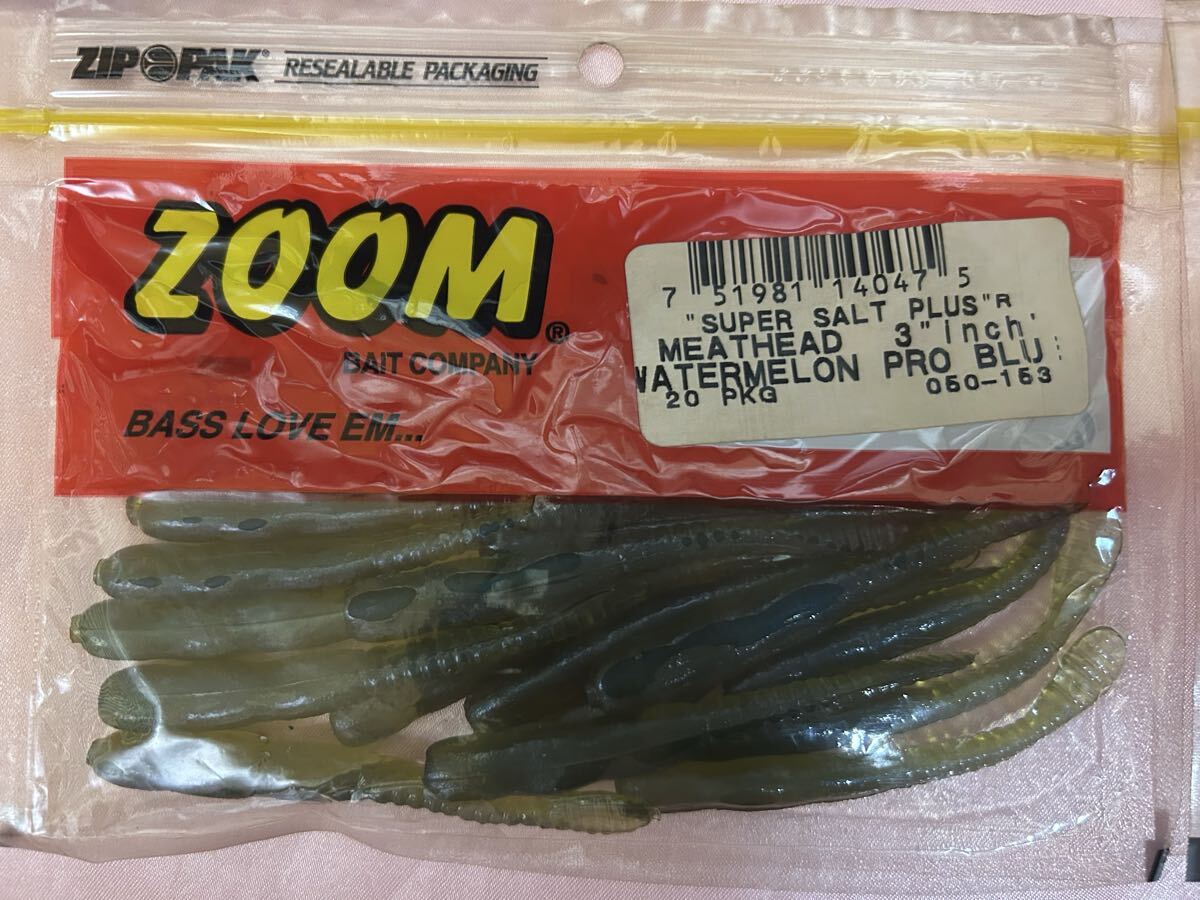 ZIP PAK® RESEALABLE PACKAGING
ZOOM®
BAIT COMPANY
BASS LOVE EM...
7 51981 14047 5
"SUPER SALT PLUS"R
MEATHEAD 3"inch,
WATERMELON PRO BLU
20 PKG 050-153